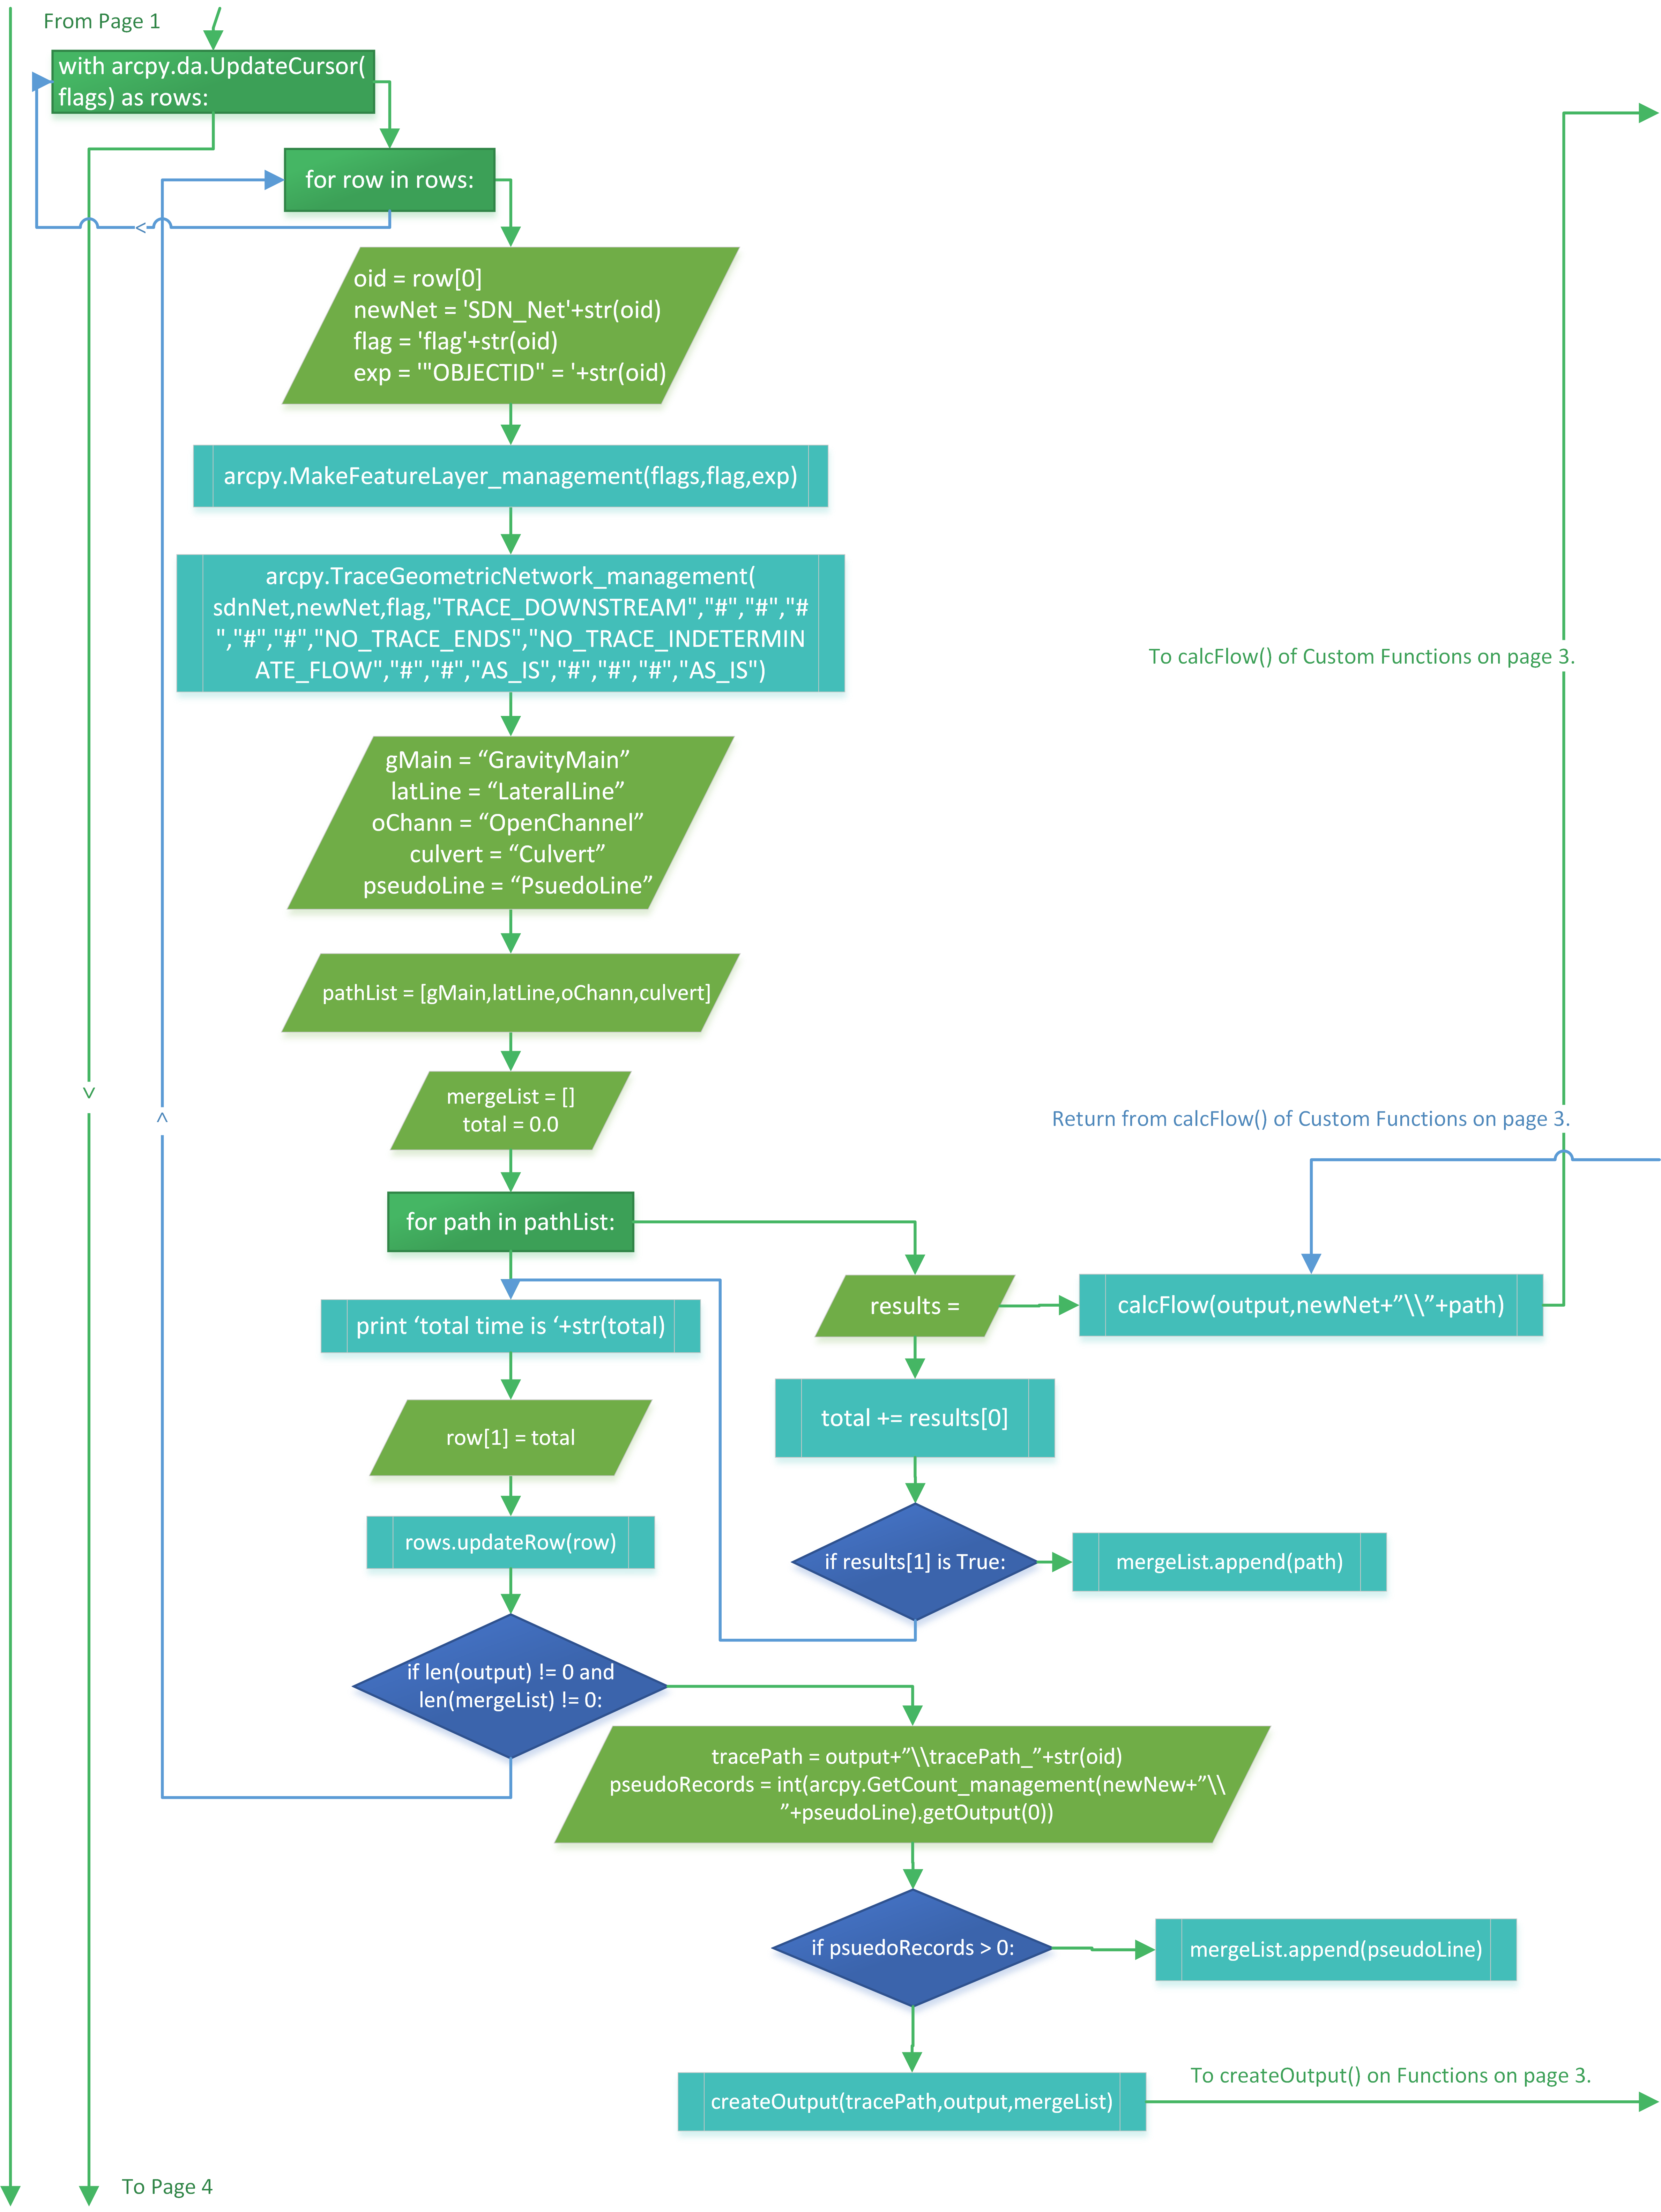 From Page 1
with arcpy.da.UpdateCursor(
flags) as rows:
for row in rows:
<
oid = row[0]
newNet = 'SDN_Net'+str(oid)
flag = 'flag'+str(oid)
exp = '"OBJECTID" = '+str(oid)
arcpy.MakeFeatureLayer_management(flags,flag,exp)
arcpy.TraceGeometricNetwork_management(
sdnNet,newNet,flag,"TRACE_DOWNSTREAM","#","#","#
","#","#","NO_TRACE_ENDS","NO_TRACE_INDETERMIN
ATE_FLOW","#","#","AS_IS","#","#","#","AS_IS")
To calcFlow() of Custom Functions on page 3.
gMain = “GravityMain”
latLine = “LateralLine”
oChann = “OpenChannel”
culvert = “Culvert”
pseudoLine = “PsuedoLine”
pathList = [gMain,latLine,oChann,culvert]
<
<
mergeList = []
total = 0.0
Return from calcFlow() of Custom Functions on page 3.
for path in pathList:
results =
calcFlow(output,newNet+”\\”+path)
print ‘total time is ‘+str(total)
total += results[0]
row[1] = total
rows.updateRow(row)
if results[1] is True:
mergeList.append(path)
if len(output) != 0 and
len(mergeList) != 0:
tracePath = output+”\\tracePath_”+str(oid)
pseudoRecords = int(arcpy.GetCount_management(newNew+”\\
”+pseudoLine).getOutput(0))
if psuedoRecords > 0:
mergeList.append(pseudoLine)
createOutput(tracePath,output,mergeList)
To createOutput() on Functions on page 3.
To Page 4